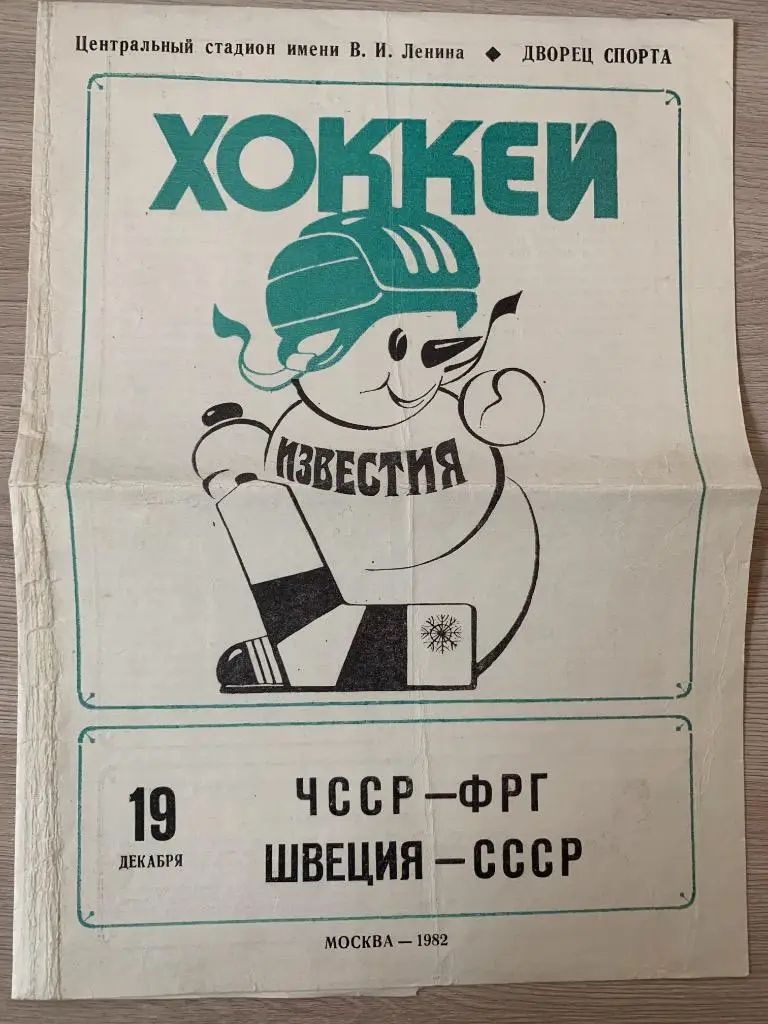 Центральный стадион имени В. И. Ленина ◆ ДВОРЕЦ СПОРТА
ХОККЕЙ
ИЗВЕСТИЯ
19 ДЕКАБРЯ
ЧССР—ФРГ
ШВЕЦИЯ—СССР
МОСКВА — 1982